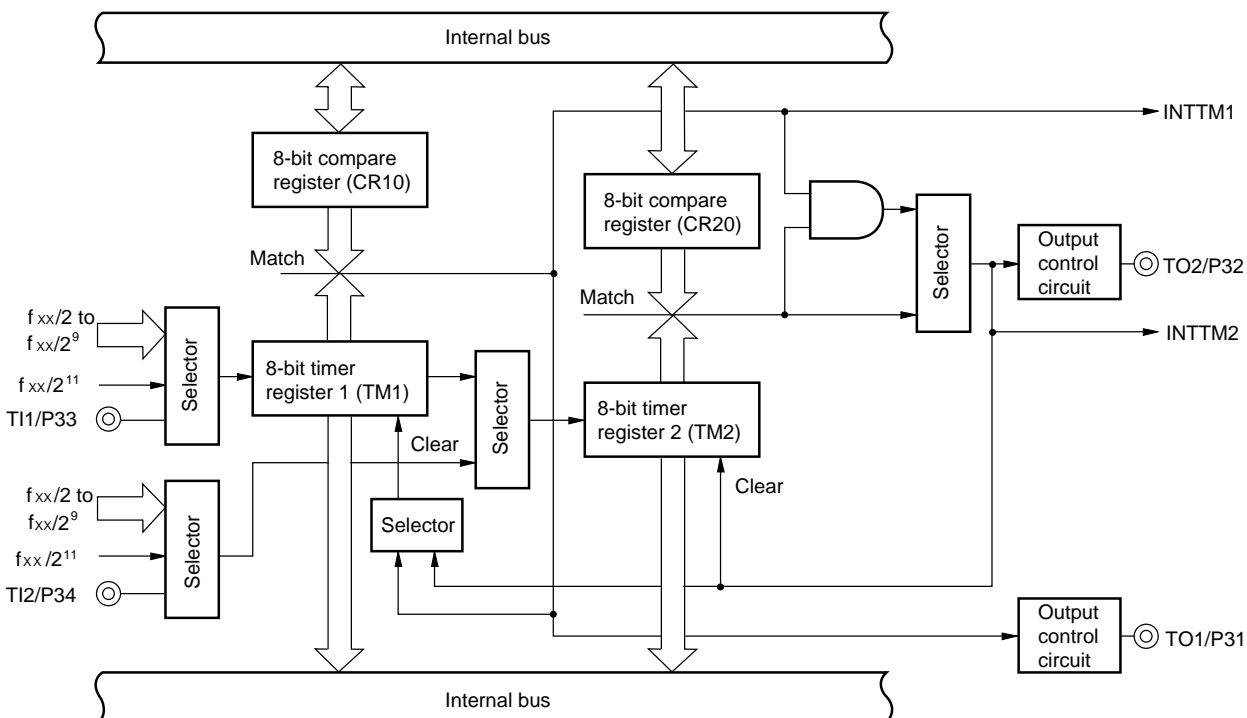 Internal bus
INTTM1
8-bit compare
register (CR10)
8-bit compare
register (CR20)
Match
Selector
Output
control
circuit
TO2/P32
Match
INTTM2
fxx/2 to
fxx/2⁹
fxx/2¹¹
TI1/P33
Selector
8-bit timer
register 1 (TM1)
Selector
8-bit timer
register 2 (TM2)
Clear
Clear
fxx/2 to
fxx/2⁹
fxx/2¹¹
TI2/P34
Selector
Selector
Output
control
circuit
TO1/P31
Internal bus